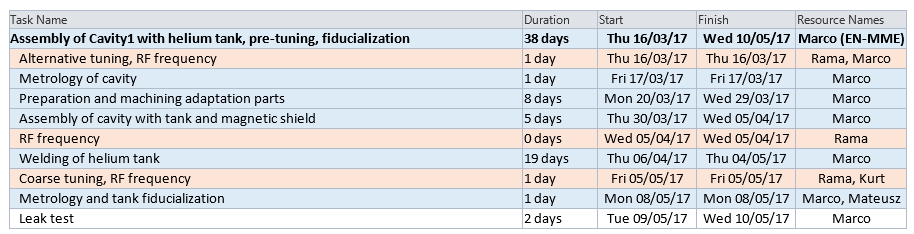 Task Name Duration Start Finish Resource Names
Assembly of Cavity1 with helium tank, pre-tuning, fiducialization 38 days Thu 16/03/17 Wed 10/05/17 Marco (EN-MME)
Alternative tuning, RF frequency 1 day Thu 16/03/17 Thu 16/03/17 Rama, Marco
Metrology of cavity 1 day Fri 17/03/17 Fri 17/03/17 Marco
Preparation and machining adaptation parts 8 days Mon 20/03/17 Wed 29/03/17 Marco
Assembly of cavity with tank and magnetic shield 5 days Thu 30/03/17 Wed 05/04/17 Marco
RF frequency 0 days Wed 05/04/17 Wed 05/04/17 Rama
Welding of helium tank 19 days Thu 06/04/17 Thu 04/05/17 Marco
Coarse tuning, RF frequency 1 day Fri 05/05/17 Fri 05/05/17 Rama, Kurt
Metrology and tank fiducialization 1 day Mon 08/05/17 Mon 08/05/17 Marco, Mateusz
Leak test 2 days Tue 09/05/17 Wed 10/05/17 Marco